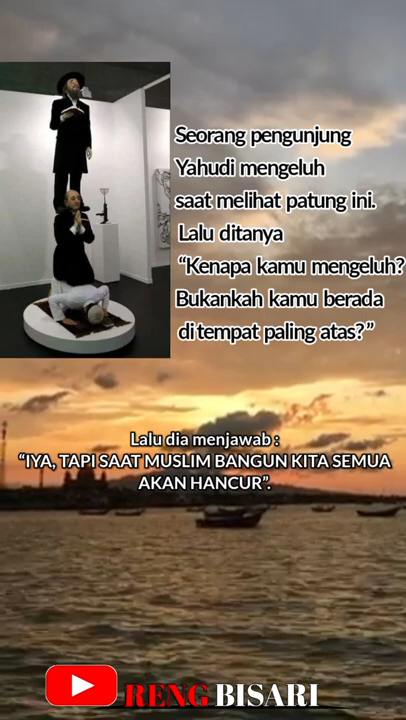 Seorang pengunjung
Yahudi mengeluh
saat melihat patung ini.
Lalu ditanya
“Kenapa kamu mengeluh?
Bukankah kamu berada
di tempat paling atas?”
Lalu dia menjawab :
“IYA, TAPI SAAT MUSLIM BANGUN KITA SEMUA
AKAN HANCUR”.
RENG BISARI